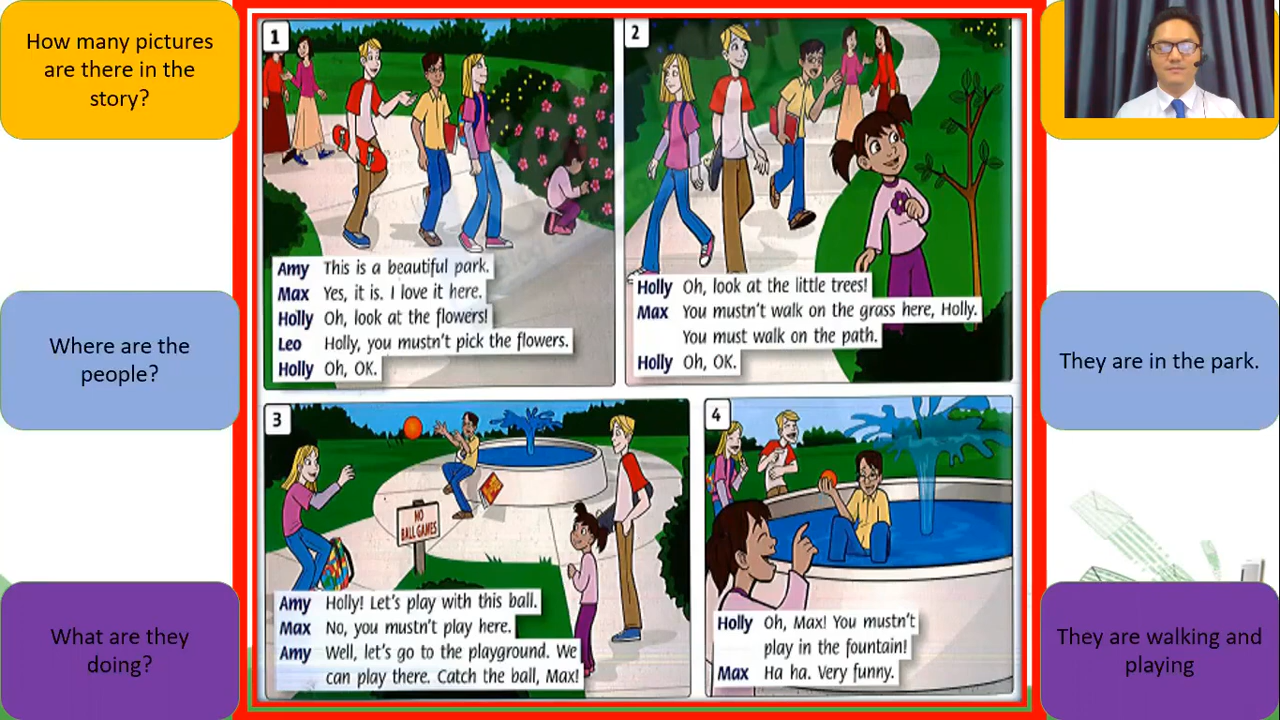 How many pictures
are there in the
story?
Where are the
people?
What are they
doing?
1
Amy This is a beautiful park.
Max Yes, it is. I love it here.
Holly Oh, look at the flowers!
Leo Holly, you mustn't pick the flowers.
Holly Oh, OK.
2
Holly Oh, look at the little trees!
Max You mustn't walk on the grass here, Holly.
You must walk on the path.
Holly Oh, OK.
3
NO
BALL GAMES
Amy Holly! Let's play with this ball.
Max No, you mustn't play here.
Amy Well, let's go to the playground. We
can play there. Catch the ball, Max!
4
Holly Oh, Max! You mustn't
play in the fountain!
Max Ha ha. Very funny.
They are in the park.
They are walking and
playing